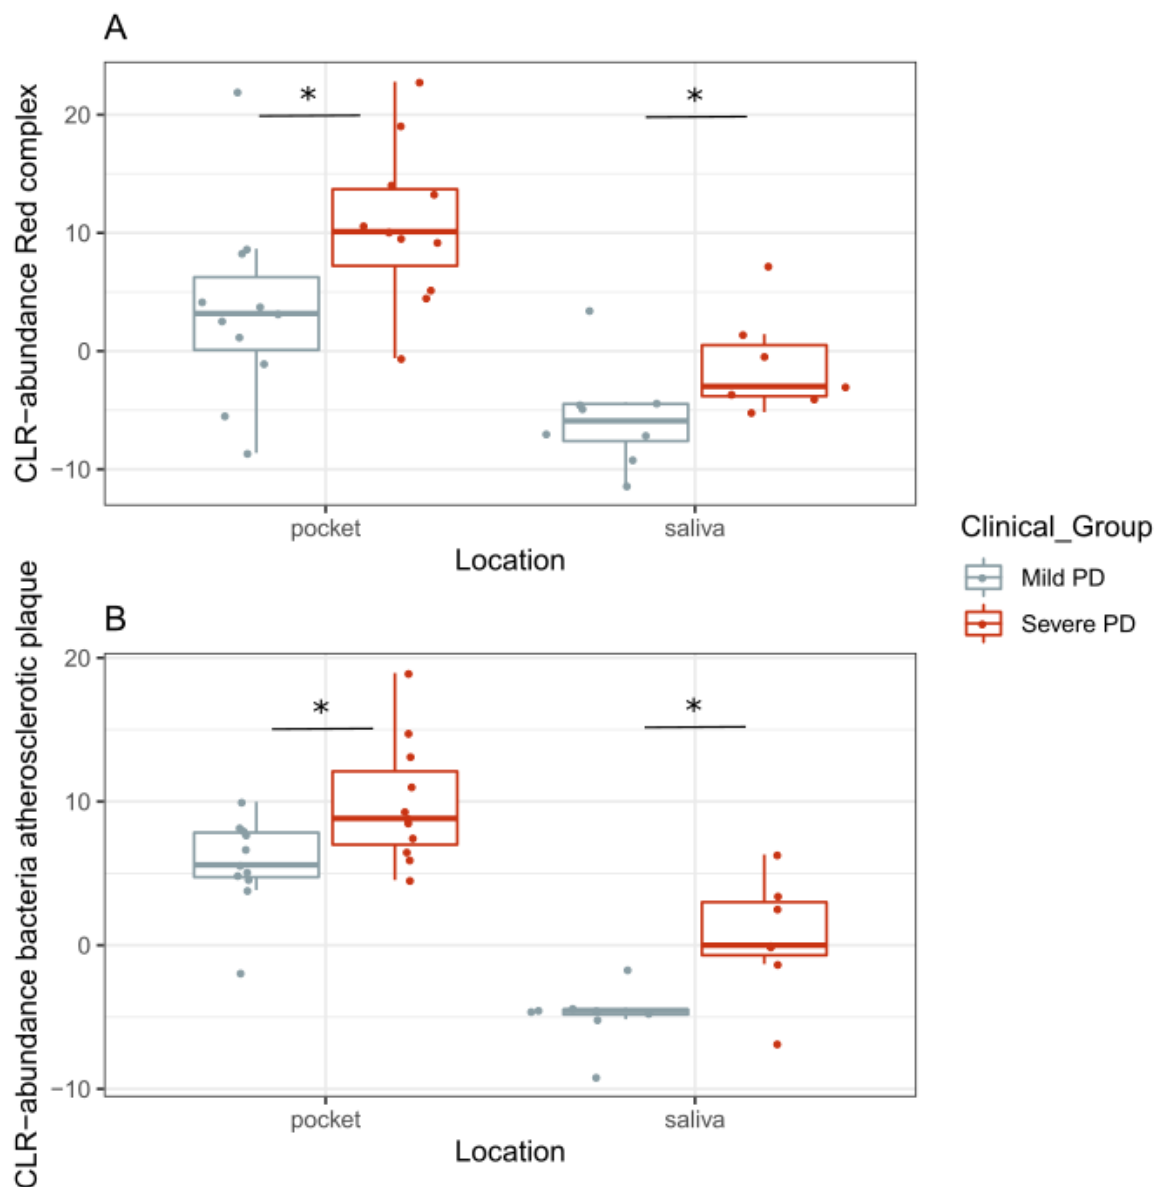 A
CLR−abundance Red complex
20
10
0
−10
*
*
pocket
saliva
Location
B
CLR−abundance bacteria atherosclerotic plaque
20
10
0
−10
*
*
pocket
saliva
Location
Clinical_Group
Mild PD
Severe PD